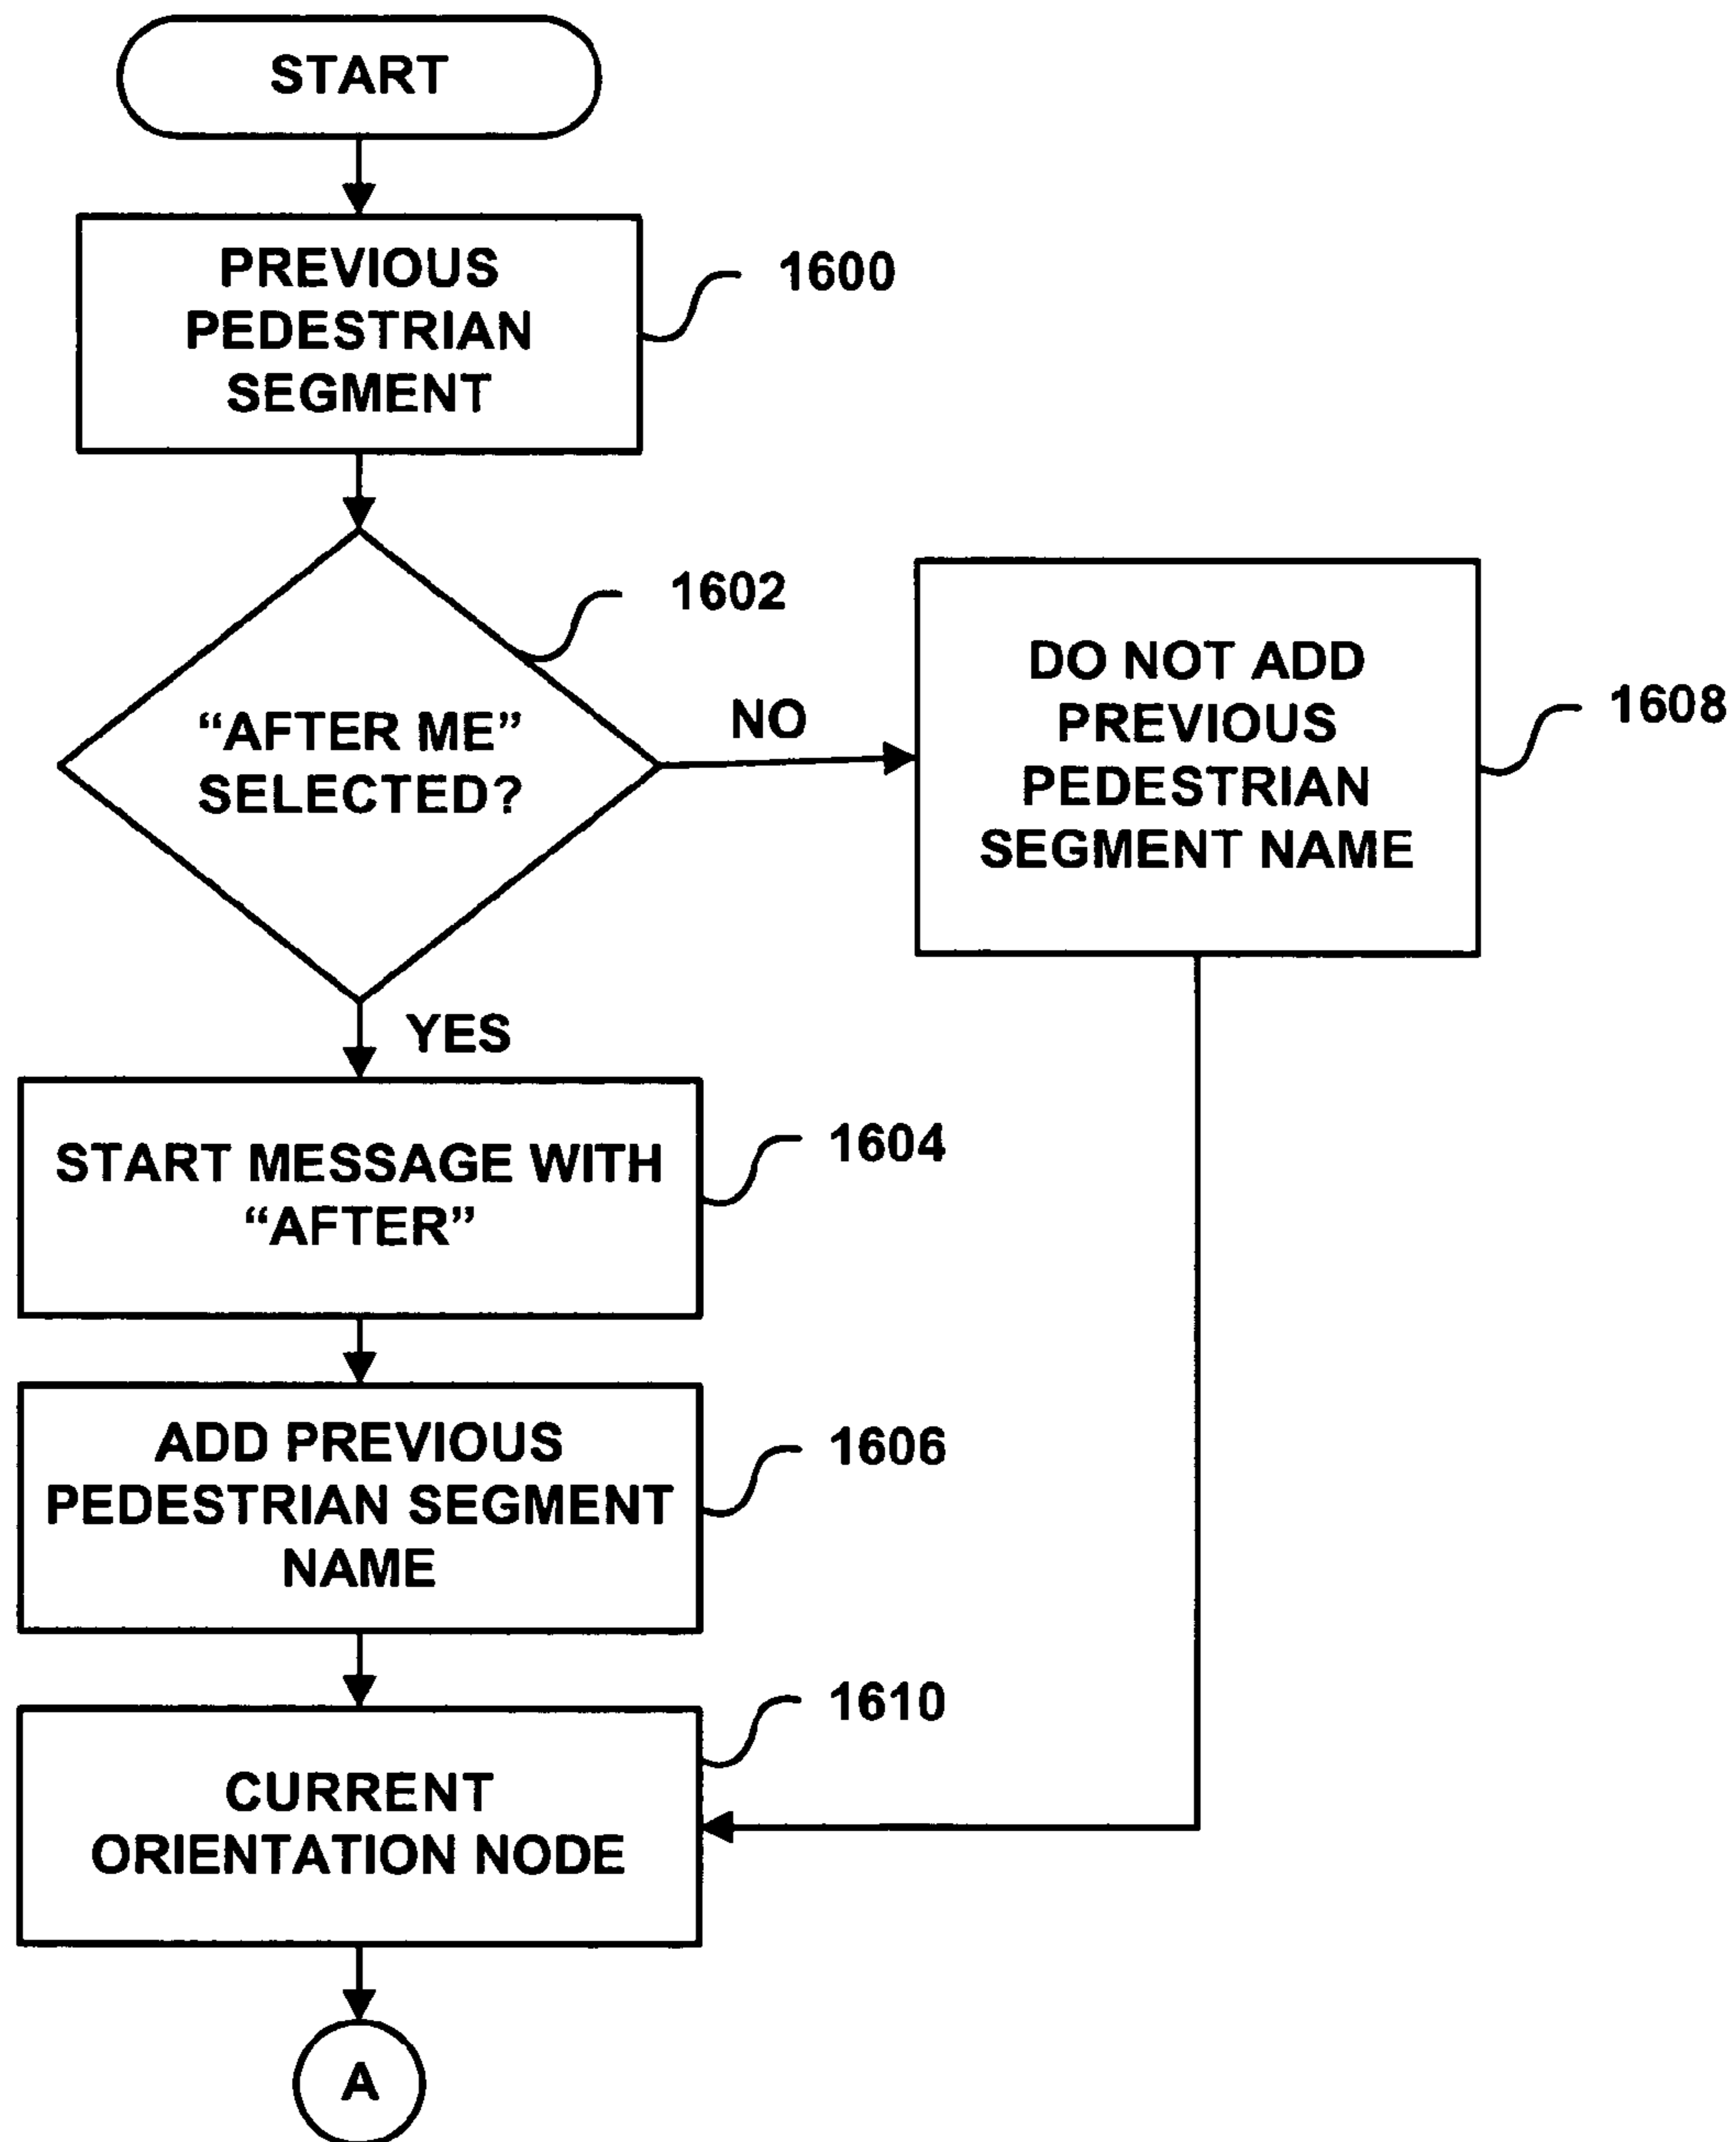 START
PREVIOUS
PEDESTRIAN
SEGMENT
1600
1602
“AFTER ME”
SELECTED?
NO
DO NOT ADD
PREVIOUS
PEDESTRIAN
SEGMENT NAME
1608
YES
START MESSAGE WITH
“AFTER”
1604
ADD PREVIOUS
PEDESTRIAN SEGMENT
NAME
1606
CURRENT
ORIENTATION NODE
1610
A